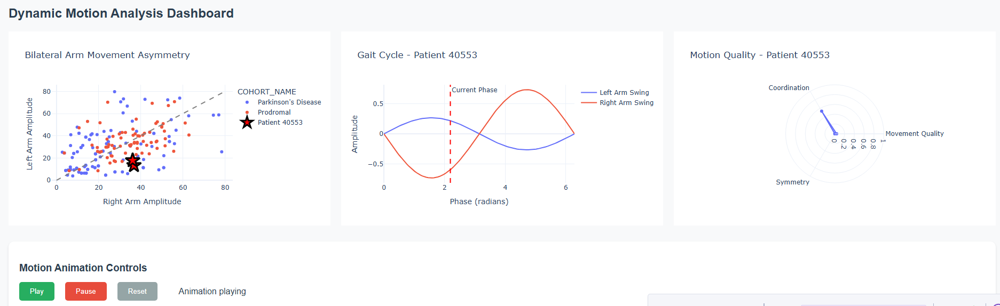 Dynamic Motion Analysis Dashboard
Bilateral Arm Movement Asymmetry
80
60
40
20
0
Left Arm Amplitude
0 20 40 60 80
Right Arm Amplitude
COHORT_NAME
Parkinson's Disease
Prodromal
Patient 40553
Gait Cycle - Patient 40553
0.5
0
−0.5
Amplitude
Current Phase
0 2 4 6
Phase (radians)
Left Arm Swing
Right Arm Swing
Motion Quality - Patient 40553
Coordination
Movement Quality
0 0.2 0.4 0.6 0.8 1
Symmetry
Motion Animation Controls
Play Pause Reset Animation playing